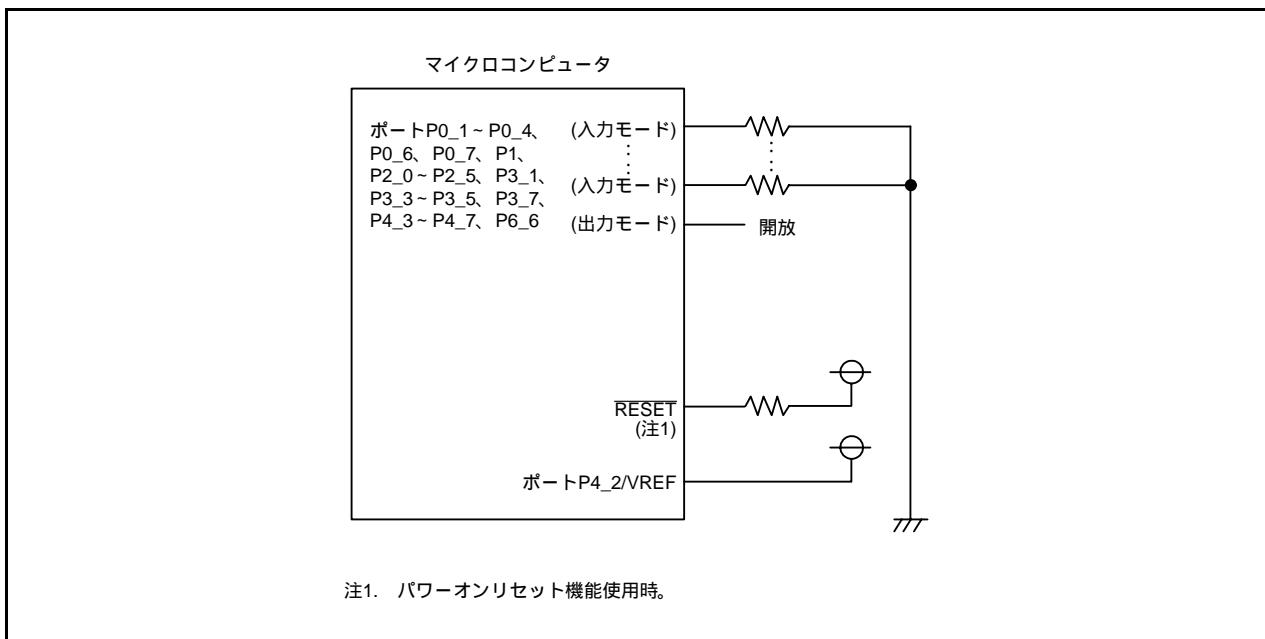 マイクロコンピュータ
ポートP0_1～P0_4、 (入力モード)
P0_6、P0_7、P1、
P2_0～P2_5、P3_1、 (入力モード)
P3_3～P3_5、P3_7、
P4_3～P4_7、P6_6 (出力モード) 開放
RESET
(注1)
ポートP4_2/VREF
注1. パワーオンリセット機能使用時。